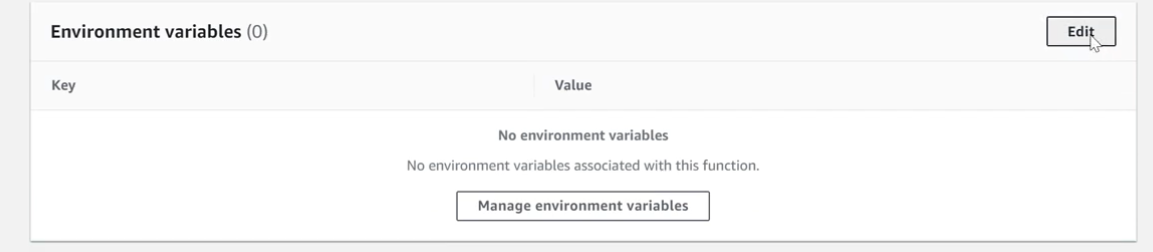 Environment variables (0)
Edit
Key Value
No environment variables
No environment variables associated with this function.
Manage environment variables